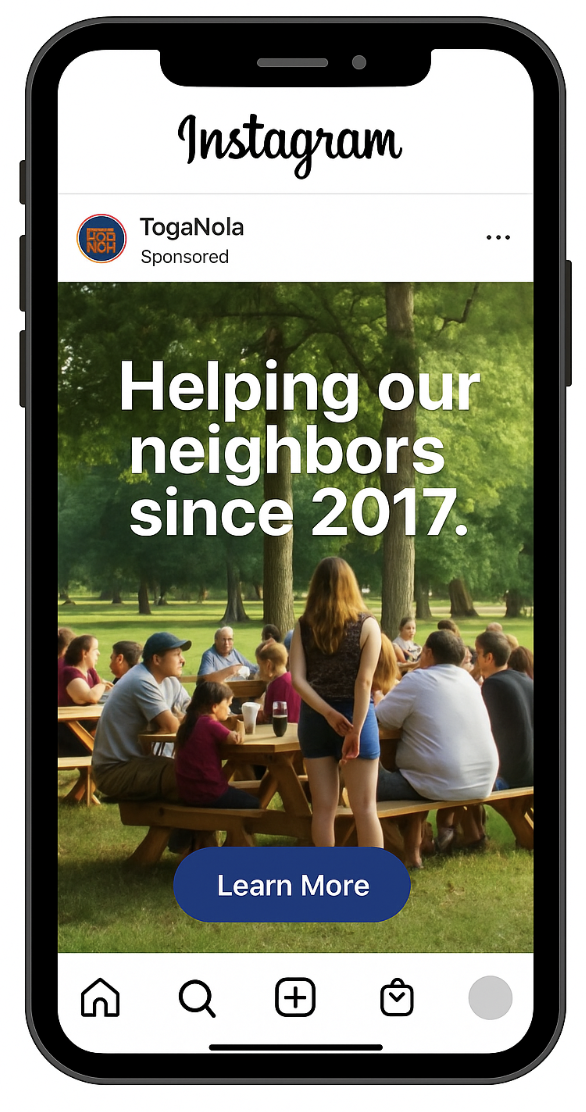 Instagram
TogaNola
Sponsored
Helping our
neighbors
since 2017.
Learn More